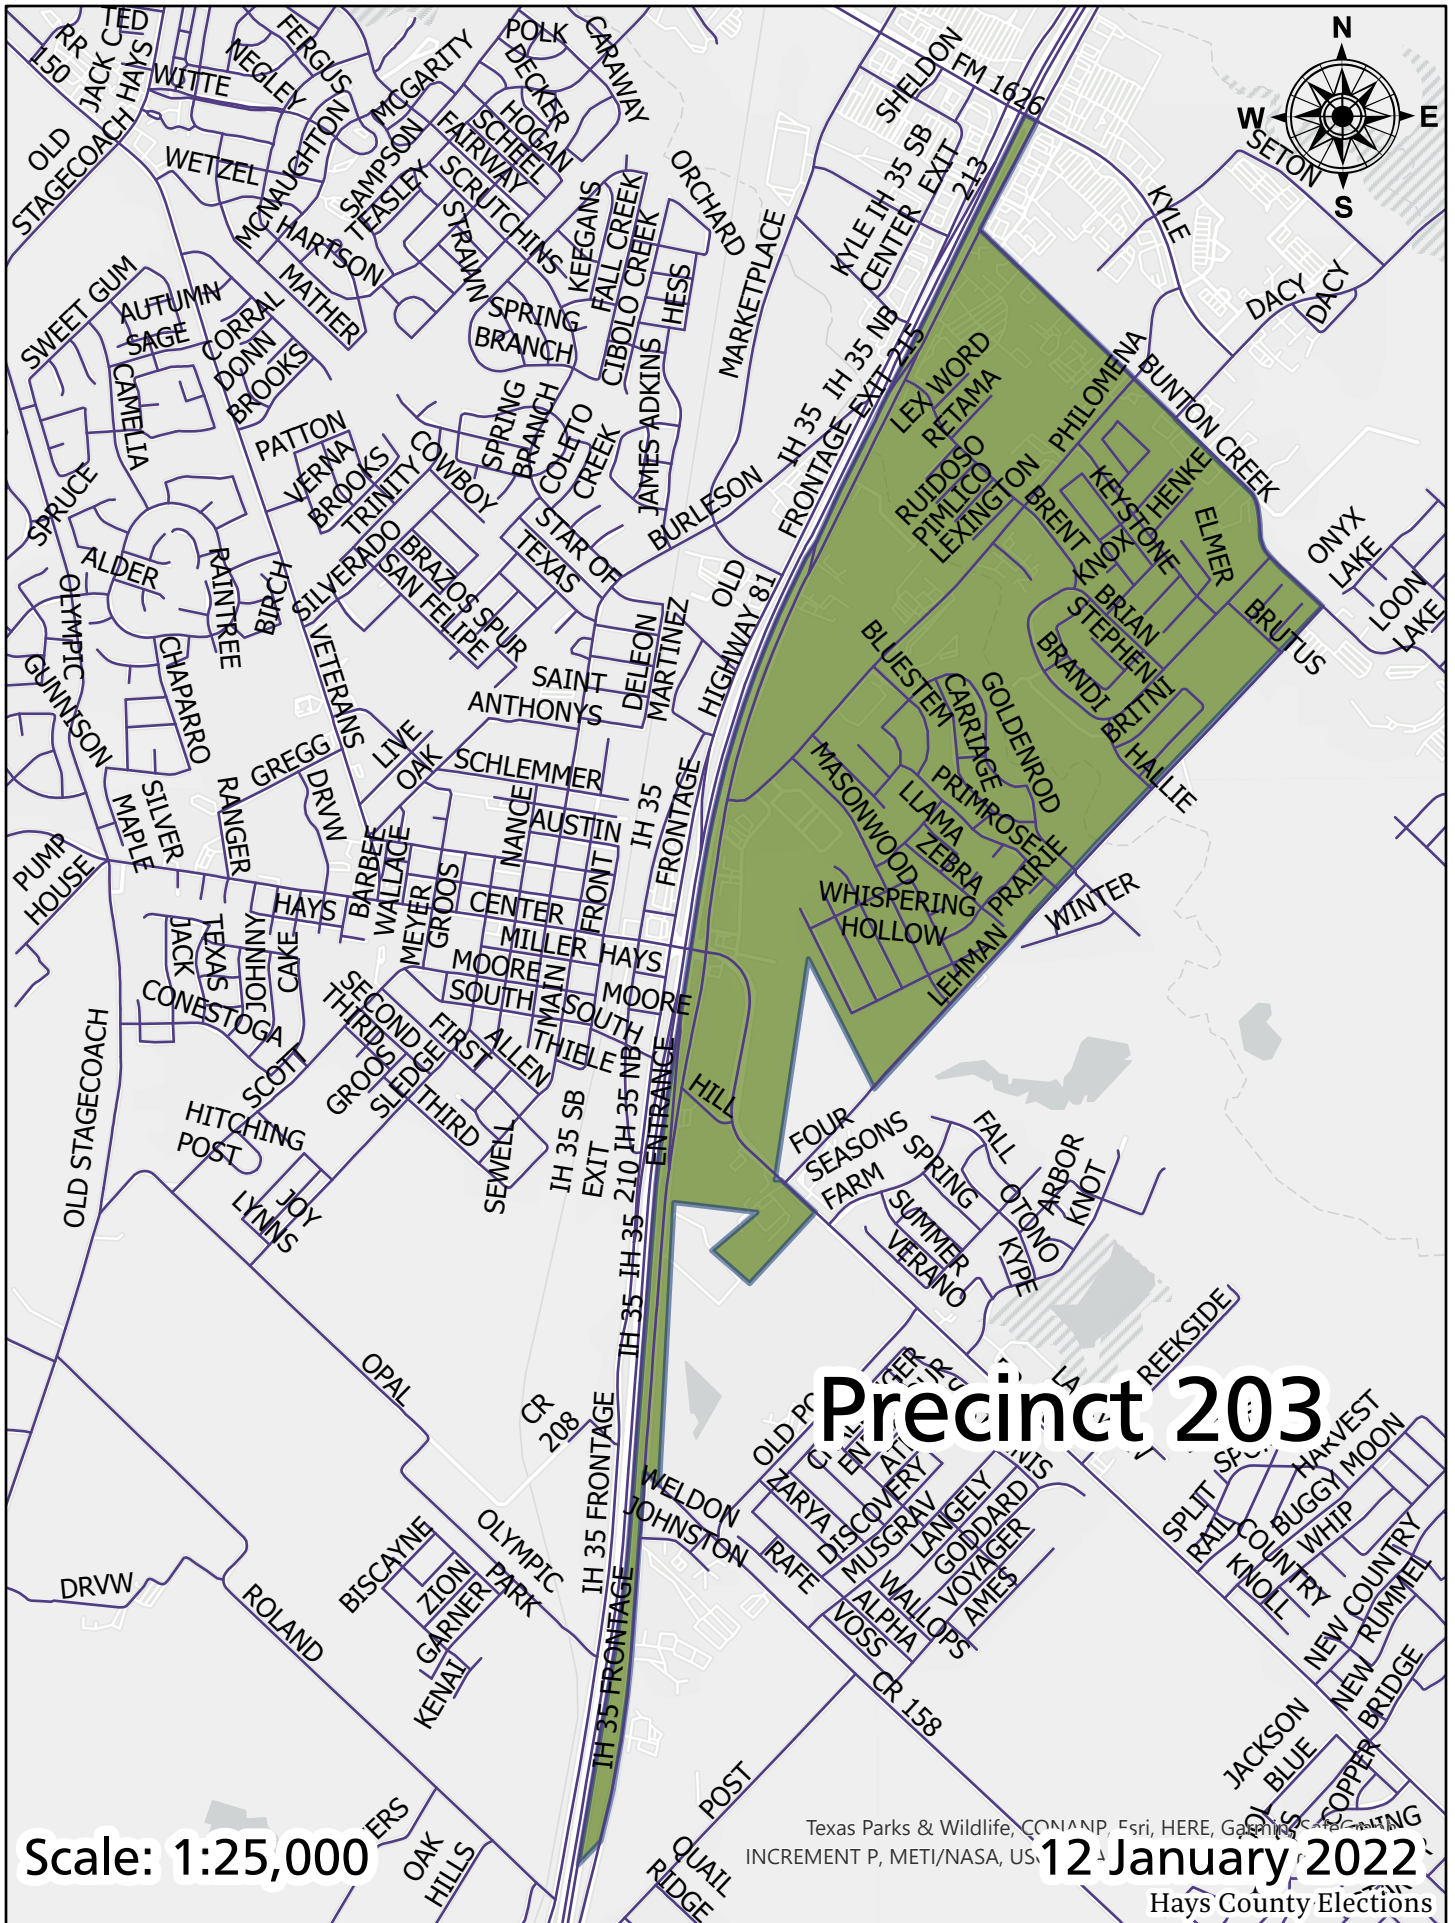 TED
RR
150
JACK C
HAYS
WITTE
NEGLEY
FERGUS
MCGARITY
POLK
DECKER
CARAWAY
HOGAN
SCHEEL
FAIRWAY
SHELDON
FM 1626
N
W
E
S
SETON
OLD
STAGECOACH
WETZEL
MCNAUGHTON
SAMPSON
TEASLEY
SCRUTCHINS
STRAWN
HARTSON
MATHER
KEEGANS
FALL CREEK
CIBOLO CREEK
ORCHARD
HESS
MARKETPLACE
KYLE
CENTER
IH 35 SB
EXIT
213
KYLE
DACY
DACY
SWEET GUM
AUTUMN
SAGE
CORRAL
DONN
BROOKS
CAMELIA
SPRING
BRANCH
SPRING
BRANCH
COLETO
CREEK
JAMES ADKINS
IH 35
IH 35 NB
FRONTAGE
EXIT 215
LEX WORD
RETAMA
PHILOMENA
BUNTON CREEK
PATTON
VERNA
BROOKS
TRINITY
COWBOY
SILVERADO
BRAZOS SPUR
SAN FELIPE
STAR OF
TEXAS
BURLESON
RUIDOSO
PIMLICO
LEXINGTON
BRENT
KEYSTONE
HENKE
KNOX
ELMER
SPRUCE
ALDER
OLYMPIC
RAINTREE
BIRCH
VETERANS
OLD
HIGHWAY 81
DELEON
MARTINEZ
BRIAN
STEPHEN
BRANDI
BRITNI
HALLIE
BRUTUS
ONYX
LAKE
LOON
LAKE
GUNNISON
CHAPARRO
SAINT
ANTHONYS
BLUESTEM
CARRIAGE
GOLDENROD
GREGG
LIVE
OAK
SCHLEMMER
DRVW
RANGER
SILVER
MAPLE
NANCE
AUSTIN
IH 35
FRONTAGE
MASONWOOD
LLAMA
PRIMROSE
ZEBRA
PRAIRIE
WINTER
PUMP
HOUSE
HAYS
BARBEE
WALLACE
MEYER
GROOS
CENTER
FRONT
MILLER
HAYS
MOORE
MOORE
SOUTH
MAIN
SOUTH
THIELE
WHISPERING
HOLLOW
LEHMAN
JACK
TEXAS
JOHNNY
CAKE
CONESTOGA
SECOND
THIRD
FIRST
ALLEN
SCOTT
GROOS
SLEDGE
THIRD
SEWELL
OLD STAGECOACH
HITCHING
POST
JOY
LYNNS
IH 35 SB
EXIT
210
IH 35 NB
ENTRANCE
HILL
FOUR
SEASONS
FARM
FALL
SPRING
ARBOR
KNOT
OTONO
KYPE
SUMMER
VERANO
IH 35
IH 35
IH 35
OPAL
CR
208
IH 35 FRONTAGE
REEKSIDE
Precinct 203
WELDON
JOHNSTON
ZARYA
DISCOVERY
MUSGRAV
LANGELY
GODDARD
VOYAGER
AMES
RAFE
ALPHA
WALLOPS
VOSS
HARVEST
BUGGY MOON
SPLIT
RAIL
COUNTRY
KNOLL
WHIP
NEW COUNTRY
RUMMEL
NEW
BRIDGE
OLYMPIC
PARK
BISCAYNE
ZION
GARNER
KENAI
DRVW
ROLAND
IH 35 FRONTAGE
CR 158
JACKSON
BLUE
COPPER
POST
QUAIL
RIDGE
OAK
HILLS
Texas Parks & Wildlife, CONANP, Esri, HERE, Garmin,
INCREMENT P, METI/NASA,
Scale: 1:25,000
12 January 2022
Hays County Elections